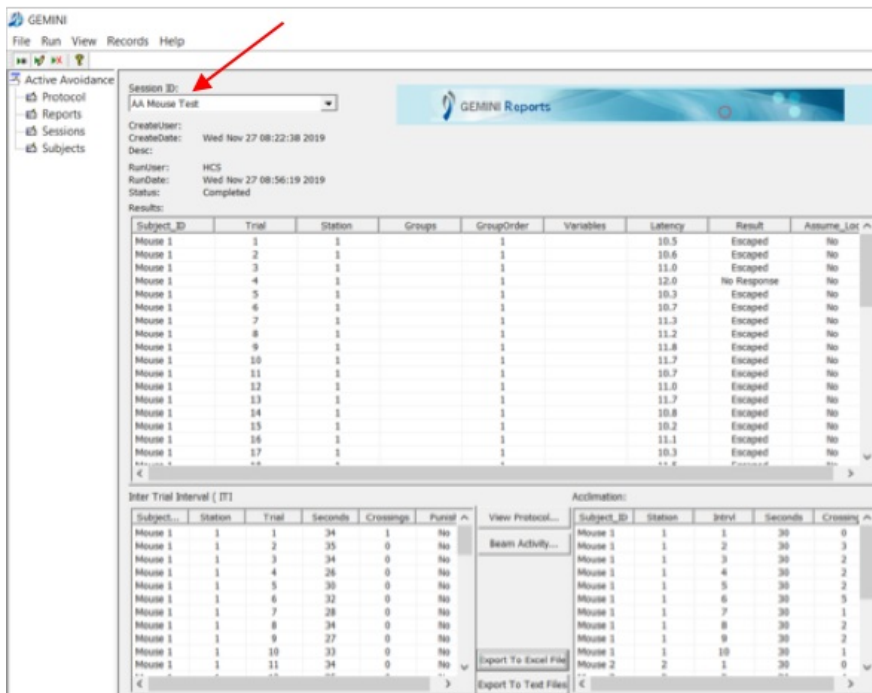 GEMINI
File Run View Records Help
Active Avoidance
Protocol
Reports
Sessions
Subjects
Session ID:
AA Mouse Test
GEMINI Reports
CreateUser:
CreateDate: Wed Nov 27 08:22:38 2019
Desc:
RunUser: HCS
RunDate: Wed Nov 27 08:56:19 2019
Status: Completed
Results:
Subject_ID Trial Station Groups GroupOrder Variables Latency Result Assume_Loc
Mouse 1 1 1 1 10.5 Escaped No
Mouse 1 2 1 1 10.6 Escaped No
Mouse 1 3 1 1 11.0 Escaped No
Mouse 1 4 1 1 12.0 No Response No
Mouse 1 5 1 1 10.3 Escaped No
Mouse 1 6 1 1 10.7 Escaped No
Mouse 1 7 1 1 11.3 Escaped No
Mouse 1 8 1 1 11.2 Escaped No
Mouse 1 9 1 1 11.8 Escaped No
Mouse 1 10 1 1 11.7 Escaped No
Mouse 1 11 1 1 10.7 Escaped No
Mouse 1 12 1 1 11.0 Escaped No
Mouse 1 13 1 1 11.7 Escaped No
Mouse 1 14 1 1 10.8 Escaped No
Mouse 1 15 1 1 10.2 Escaped No
Mouse 1 16 1 1 11.1 Escaped No
Mouse 1 17 1 1 10.3 Escaped No
Inter Trial Interval ( ITI
Subject... Station Trial Seconds Crossings Punish
Mouse 1 1 1 34 1 No
Mouse 1 1 2 35 0 No
Mouse 1 1 3 34 0 No
Mouse 1 1 4 26 0 No
Mouse 1 1 5 30 0 No
Mouse 1 1 6 32 0 No
Mouse 1 1 7 28 0 No
Mouse 1 1 8 34 0 No
Mouse 1 1 9 27 0 No
Mouse 1 1 10 33 0 No
Mouse 1 1 11 34 0 No
View Protocol...
Beam Activity...
Export To Excel File
Export To Text Files
Acclimation:
Subject_ID Station Intrvl Seconds Crossing
Mouse 1 1 1 30 0
Mouse 1 1 2 30 3
Mouse 1 1 3 30 2
Mouse 1 1 4 30 2
Mouse 1 1 5 30 2
Mouse 1 1 6 30 5
Mouse 1 1 7 30 1
Mouse 1 1 8 30 2
Mouse 1 1 9 30 2
Mouse 1 1 10 30 1
Mouse 2 2 1 30 0